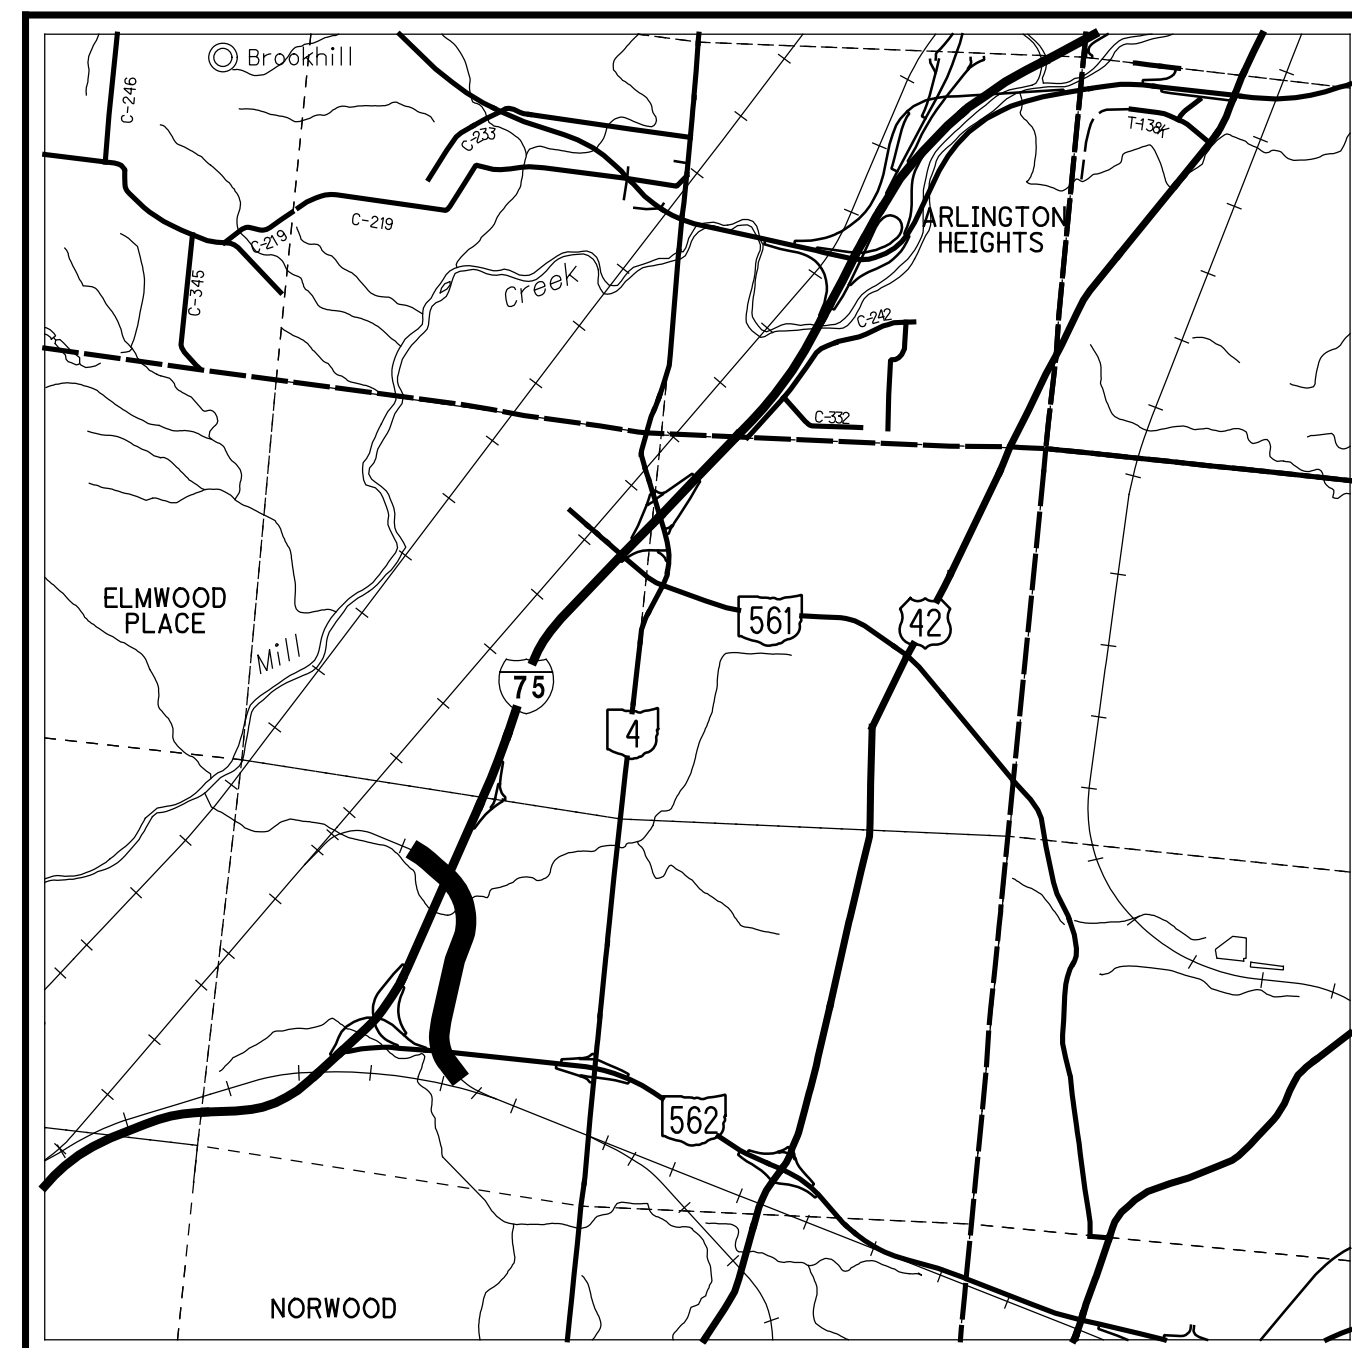 Brookhill
C-246
C-233
T-138K
C-219
C-219
ARLINGTON
HEIGHTS
C-345
Creek
C-242
C-332
ELMWOOD
PLACE
561
42
Mill
75
4
562
NORWOOD